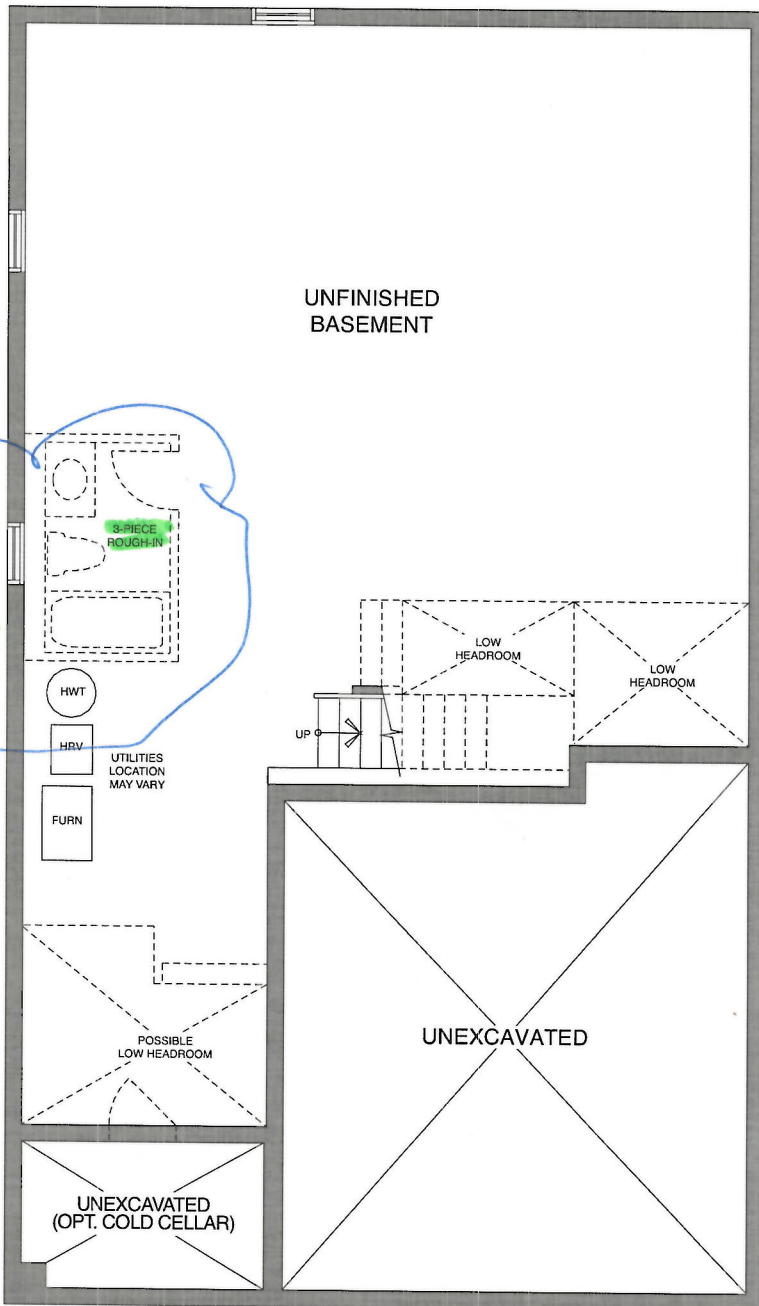 UNFINISHED
BASEMENT
3-PIECE
ROUGH-IN
LOW
HEADROOM
LOW
HEADROOM
HWT
UP
HRV
UTILITIES
LOCATION
MAY VARY
FURN
UNEXCAVATED
POSSIBLE
LOW HEADROOM
UNEXCAVATED
(OPT. COLD CELLAR)